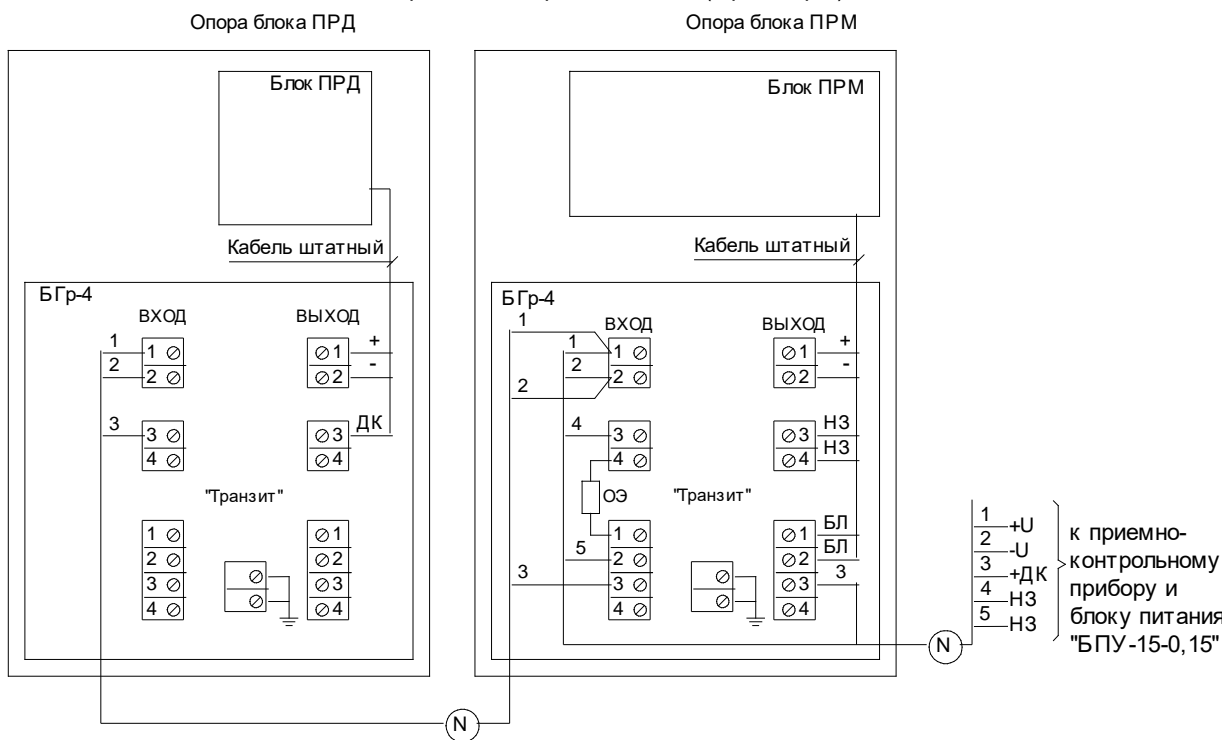 Опора блока ПРД
Опора блока ПРМ
Блок ПРД
Кабель штатный
БГр-4
ВХОД
ВЫХОД
1
1
1
+
2
2
2
-
3
3
3
ДК
4
4
"Транзит"
1
1
2
2
3
3
4
4
Блок ПРМ
Кабель штатный
БГр-4
1
ВХОД
ВЫХОД
1
1
1
+
2
2
2
-
2
4
3
3
НЗ
4
4
НЗ
ОЭ
"Транзит"
1
1
БЛ
5
2
2
БЛ
3
3
3
3
4
4
N
N
1
+U
2
-U
3
+ДК
4
НЗ
5
НЗ
к приемно-
контрольному
прибору и
блоку питания
"БПУ-15-0,15"